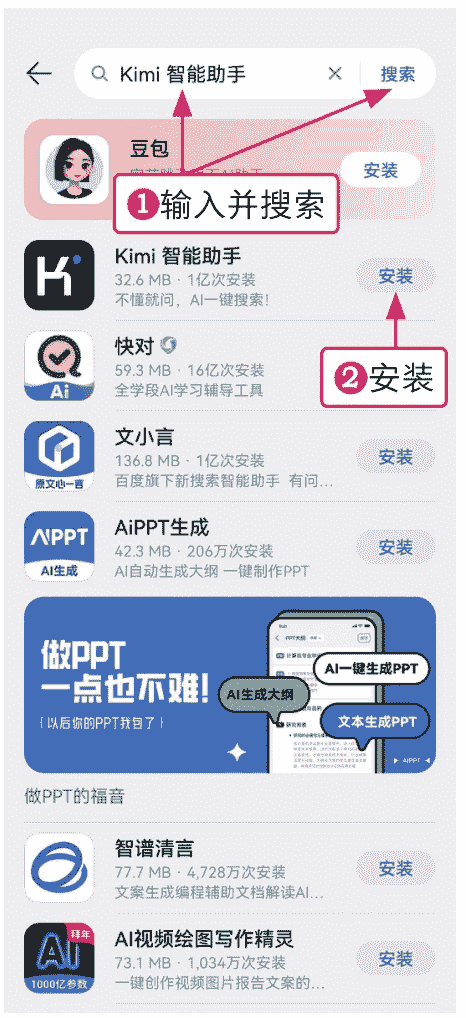 Kimi 智能助手
搜索
豆包
安装
❶输入并搜索
Kimi 智能助手
32.6 MB · 1亿次安装
不懂就问，AI一键搜索！
安装
❷安装
快对
59.3 MB · 16亿次安装
全学段AI学习辅导工具
Ai
文小言
136.8 MB · 1亿次安装
百度旗下新搜索智能助手 有问...
安装
原文心一言
AiPPT生成
42.3 MB · 206万次安装
AI自动生成大纲 一键制作PPT
安装
AIPPT
AI生成
做PPT
一点也不难!
{ 以后你的PPT我包了 }
PPT大纲
AI一键生成PPT
AI生成大纲
文本生成PPT
▶ AIPPT ◀
做PPT的福音
智谱清言
77.7 MB · 4,728万次安装
文案生成编程辅助文档解读AI...
安装
AI视频绘图写作精灵
73.1 MB · 1,034万次安装
一键创作视频图片报告文案的...
安装
拜年
AI
1000亿参数